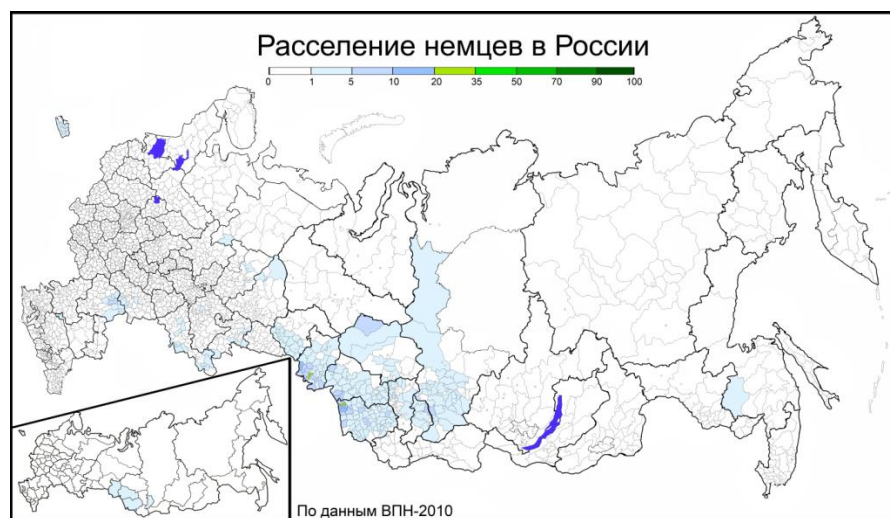 Расселение немцев в России
0 1 5 10 20 35 50 70 90 100
По данным ВПН-2010